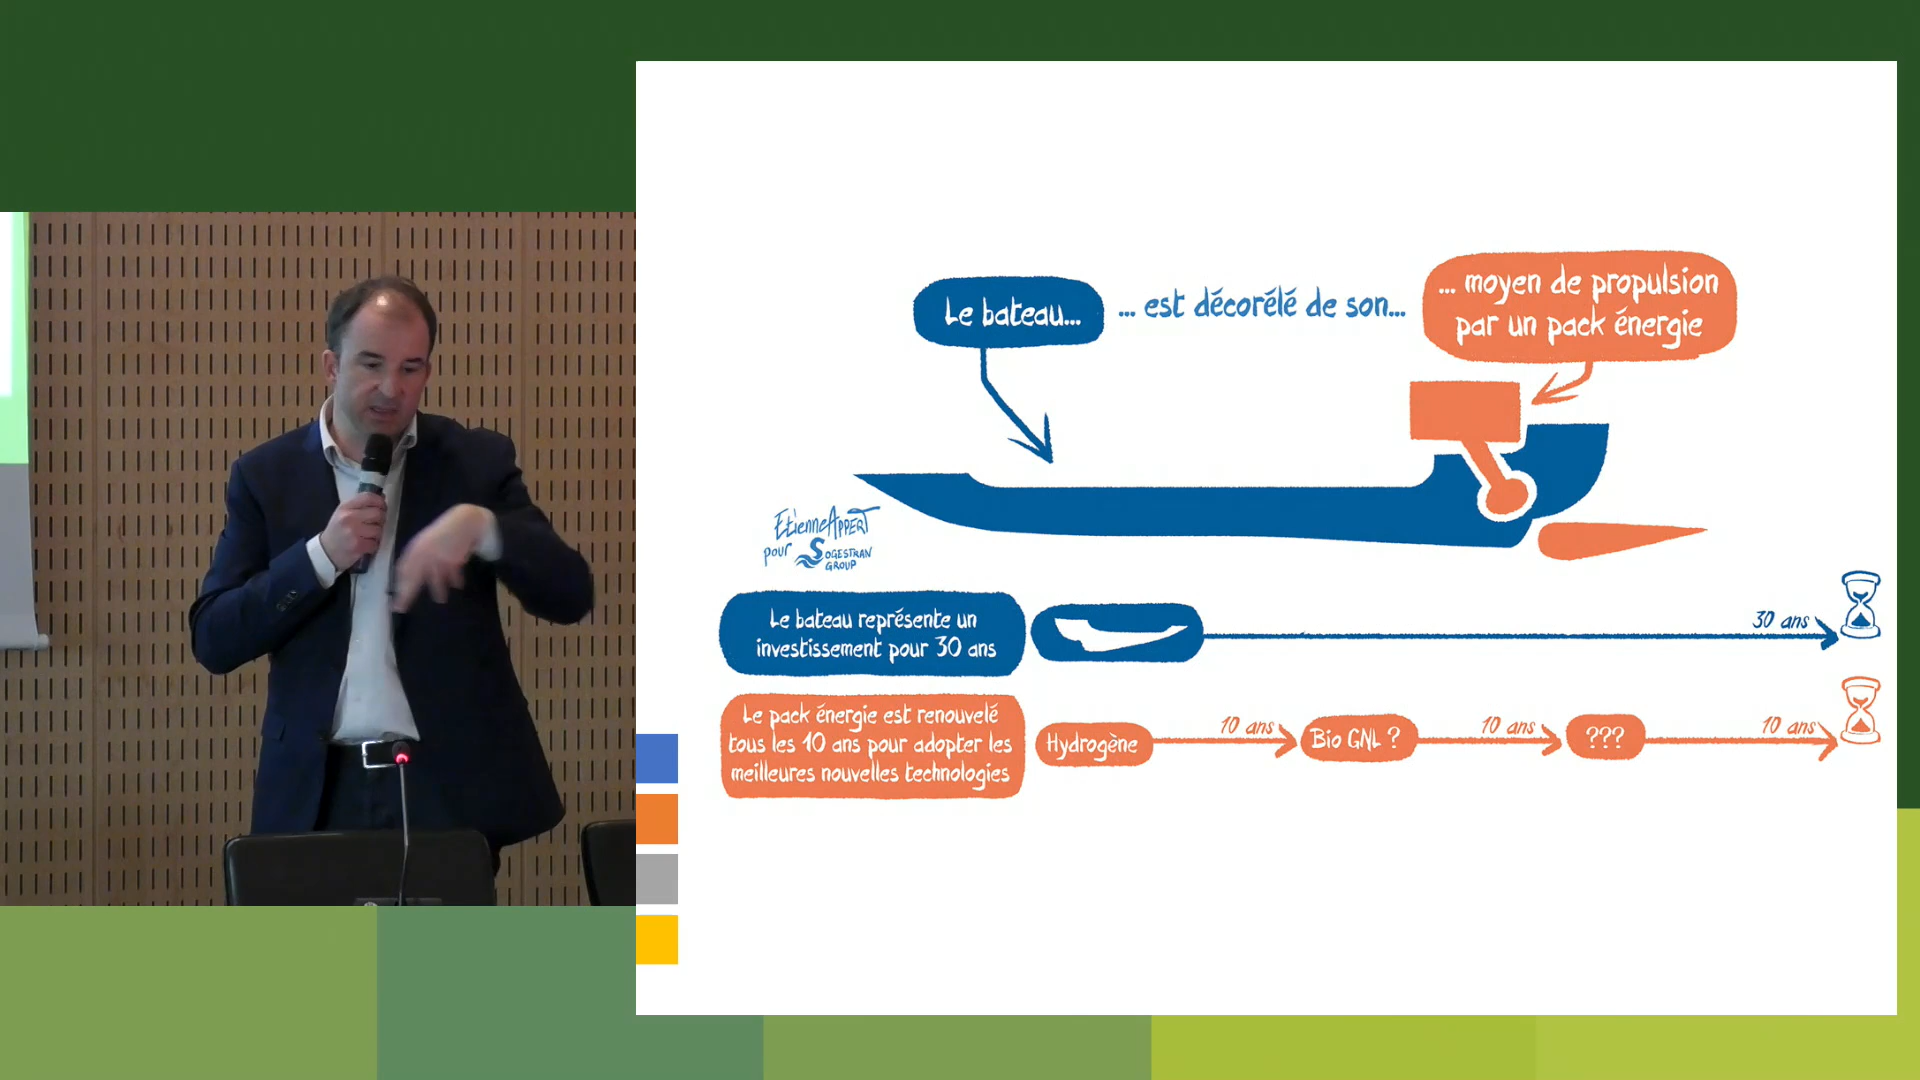 Le bateau...
... est décorélé de son...
... moyen de propulsion
par un pack énergie
EtienneAppert
pour SOGESTRAN
GROUP
Le bateau représente un
investissement pour 30 ans
30 ans
Le pack énergie est renouvelé
tous les 10 ans pour adopter les
meilleures nouvelles technologies
Hydrogène
10 ans
Bio GNL ?
10 ans
???
10 ans